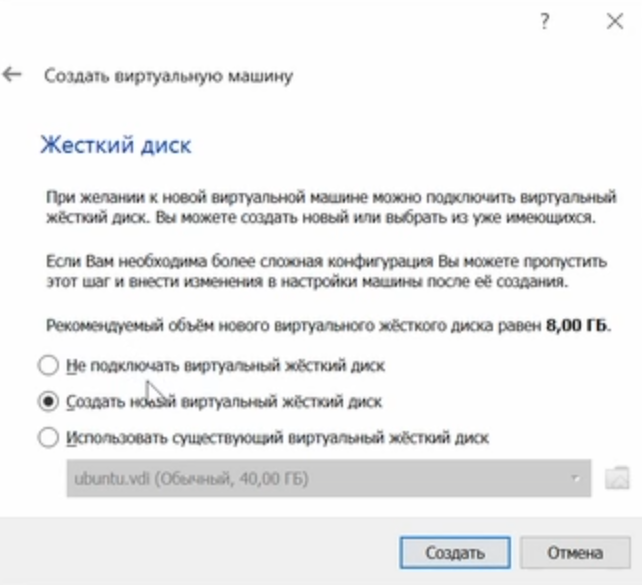 ?
Создать виртуальную машину
Жесткий диск
При желании к новой виртуальной машине можно подключить виртуальный
жёсткий диск. Вы можете создать новый или выбрать из уже имеющихся.
Если Вам необходима более сложная конфигурация Вы можете пропустить
этот шаг и внести изменения в настройки машины после её создания.
Рекомендуемый объём нового виртуального жёсткого диска равен 8,00 ГБ.
Не подключать виртуальный жёсткий диск
Создать новый виртуальный жёсткий диск
Использовать существующий виртуальный жёсткий диск
ubuntu.vdi (Обычный, 40,00 ГБ)
Создать Отмена